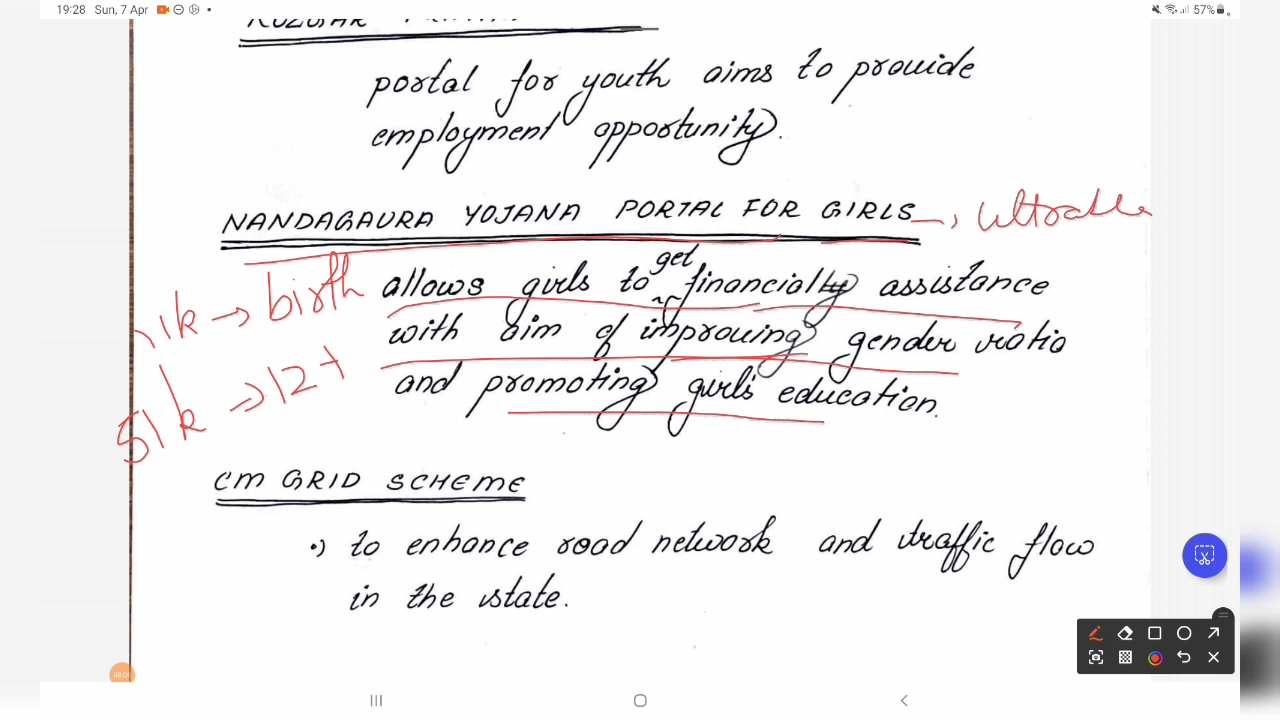 19:28 Sun, 7 Apr
57%
portal for youth aims to provide
employment opportunity.
NANDAGAURA YOJANA PORTAL FOR GIRLS
get
11k → birth allows girls to financially assistance
with aim of improving gender ratio
51k → 12+ and promoting girls education.
CM GRID SCHEME
•) to enhance road network and traffic flow
in the state.